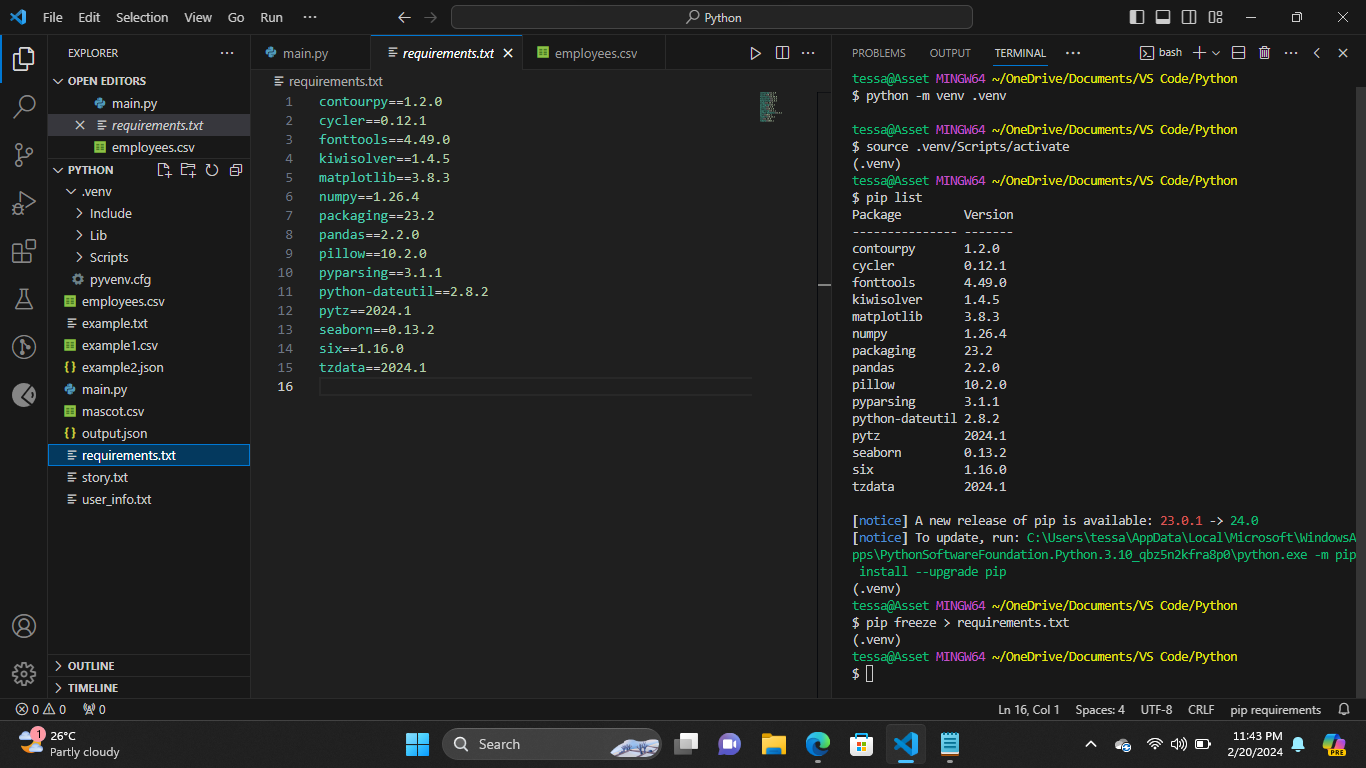 File Edit Selection View Go Run ··· Python
EXPLORER
OPEN EDITORS
main.py
requirements.txt
employees.csv
PYTHON
.venv
Include
Lib
Scripts
pyvenv.cfg
employees.csv
example.txt
example1.csv
example2.json
main.py
mascot.csv
output.json
requirements.txt
story.txt
user_info.txt
OUTLINE
TIMELINE
main.py requirements.txt employees.csv
requirements.txt
1 contourpy==1.2.0
2 cycler==0.12.1
3 fonttools==4.49.0
4 kiwisolver==1.4.5
5 matplotlib==3.8.3
6 numpy==1.26.4
7 packaging==23.2
8 pandas==2.2.0
9 pillow==10.2.0
10 pyparsing==3.1.1
11 python-dateutil==2.8.2
12 pytz==2024.1
13 seaborn==0.13.2
14 six==1.16.0
15 tzdata==2024.1
16
PROBLEMS OUTPUT TERMINAL ··· bash
tessa@Asset MINGW64 ~/OneDrive/Documents/VS Code/Python
$ python -m venv .venv
tessa@Asset MINGW64 ~/OneDrive/Documents/VS Code/Python
$ source .venv/Scripts/activate
(.venv)
tessa@Asset MINGW64 ~/OneDrive/Documents/VS Code/Python
$ pip list
Package Version
--------------- -------
contourpy 1.2.0
cycler 0.12.1
fonttools 4.49.0
kiwisolver 1.4.5
matplotlib 3.8.3
numpy 1.26.4
packaging 23.2
pandas 2.2.0
pillow 10.2.0
pyparsing 3.1.1
python-dateutil 2.8.2
pytz 2024.1
seaborn 0.13.2
six 1.16.0
tzdata 2024.1
[notice] A new release of pip is available: 23.0.1 -> 24.0
[notice] To update, run: C:\Users\tessa\AppData\Local\Microsoft\WindowsA
pps\PythonSoftwareFoundation.Python.3.10_qbz5n2kfra8p0\python.exe -m pip
install --upgrade pip
(.venv)
tessa@Asset MINGW64 ~/OneDrive/Documents/VS Code/Python
$ pip freeze > requirements.txt
(.venv)
tessa@Asset MINGW64 ~/OneDrive/Documents/VS Code/Python
$
0 0 0 Ln 16, Col 1 Spaces: 4 UTF-8 CRLF pip requirements
1
26°C
Partly cloudy
Search
11:43 PM
2/20/2024
PRE